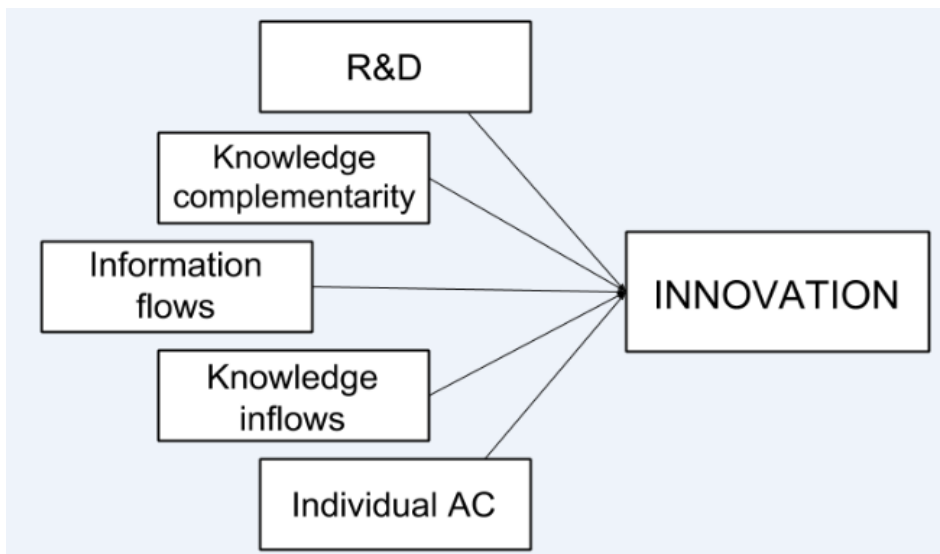 R&D
Knowledge
complementarity
Information
flows
INNOVATION
Knowledge
inflows
Individual AC